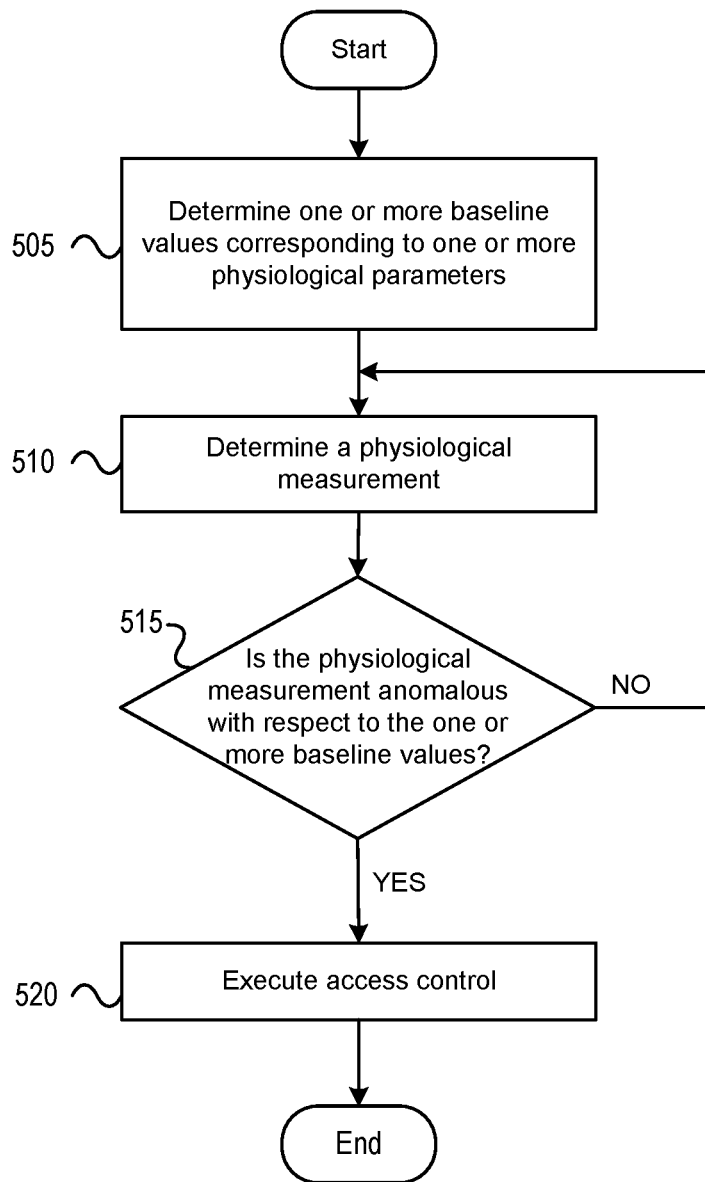 Start
505
Determine one or more baseline
values corresponding to one or more
physiological parameters
510
Determine a physiological
measurement
515
Is the physiological
measurement anomalous
with respect to the one or
more baseline values?
NO
YES
520
Execute access control
End